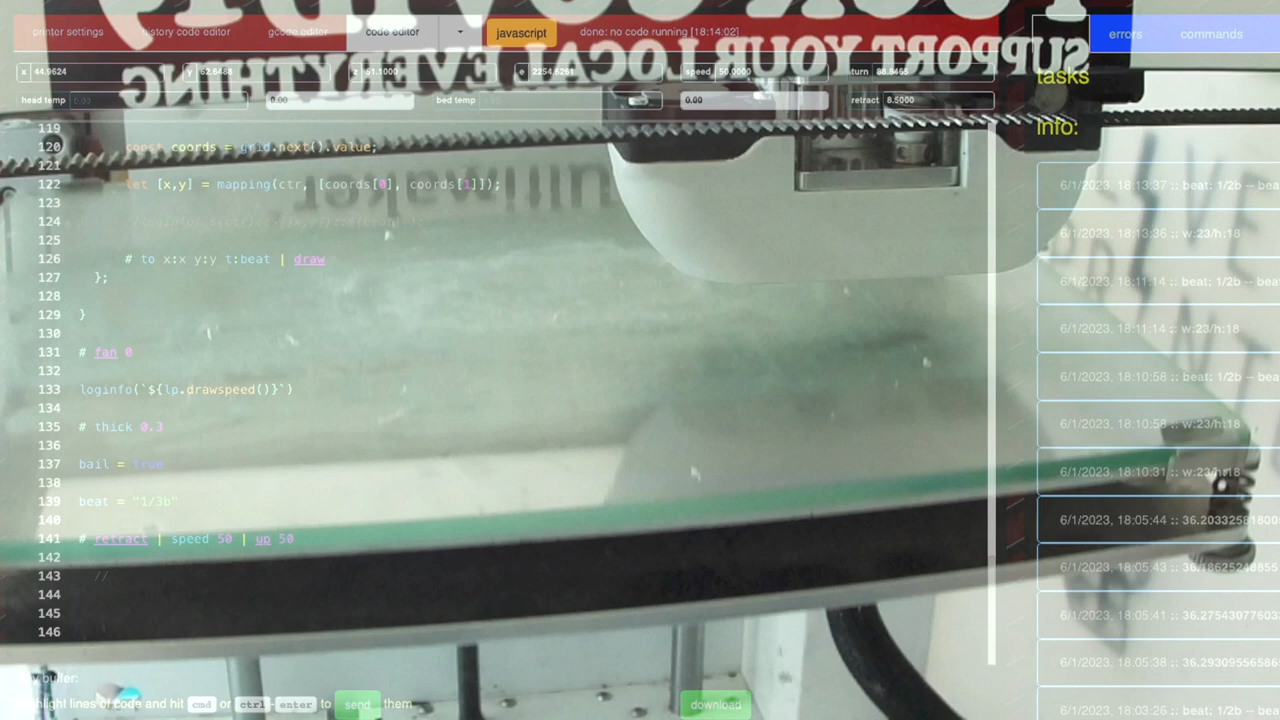 printer settings history code editor gcode editor code editor javascript done: no code running [18:14:02] errors commands
SUPPORT YOUR LOCAL EVERYTHING
x 44.9624 y 62.6488 z 51.1000 e 2254.6261 speed 50.0000
tasks
head temp 0.00 0.00 bed temp 0.00 retract 8.5000
info:
119
120 const coords = grid.next().value;
121
122 let [x,y] = mapping(ctr, [coords[0], coords[1]]);
ultimaker
123
124
125
126 # to x:x y:y t:beat | draw
127 };
128
129 }
130
131 # fan 0
132
133 loginfo(`${lp.drawspeed()}`)
134
135 # thick 0.3
136
137 bail = true
138
139 beat = "1/3b"
140
141 # retract | speed 50 | up 50
142
143 //
144
145
146
6/1/2023, 18:13:37 :: beat: 1/2b -- bea
6/1/2023, 18:13:36 :: w:23/h:18
6/1/2023, 18:11:14 :: beat: 1/2b -- bea
6/1/2023, 18:11:14 :: w:23/h:18
6/1/2023, 18:10:58 :: beat: 1/2b -- bea
6/1/2023, 18:10:58 :: w:23/h:18
6/1/2023, 18:10:31 :: w:23/h:18
6/1/2023, 18:05:44 :: 36.2033258180
6/1/2023, 18:05:43 :: 36.18625248855
6/1/2023, 18:05:41 :: 36.27543077603
6/1/2023, 18:05:38 :: 36.29309556586
6/1/2023, 18:03:26 :: beat: 1/2b -- bea
buffer:
highlight lines of code and hit cmd or ctrl-enter to send them download